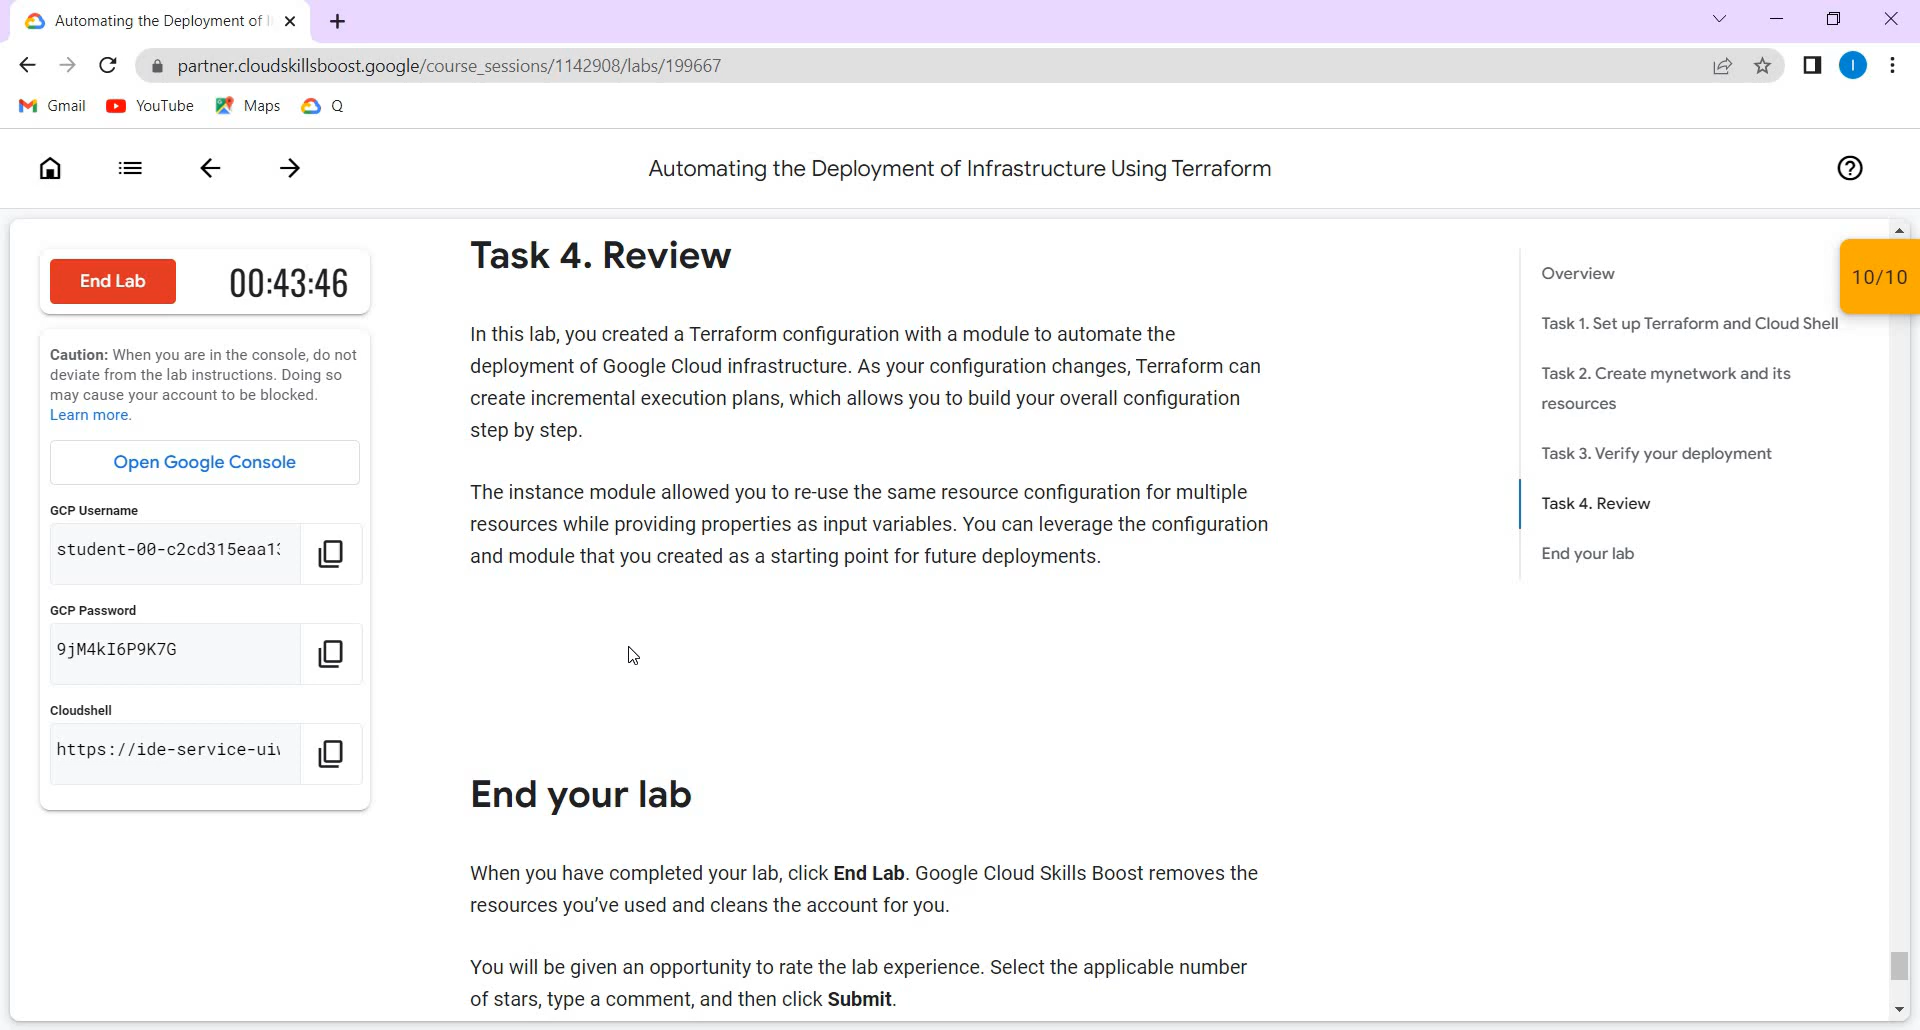 Automating the Deployment of I
partner.cloudskillsboost.google/course_sessions/1142908/labs/199667
Gmail YouTube Maps Q
Automating the Deployment of Infrastructure Using Terraform
End Lab 00:43:46
Caution: When you are in the console, do not
deviate from the lab instructions. Doing so
may cause your account to be blocked.
Learn more.
Open Google Console
GCP Username
student-00-c2cd315eaa13
GCP Password
9jM4kI6P9K7G
Cloudshell
https://ide-service-ui
Task 4. Review
In this lab, you created a Terraform configuration with a module to automate the
deployment of Google Cloud infrastructure. As your configuration changes, Terraform can
create incremental execution plans, which allows you to build your overall configuration
step by step.
The instance module allowed you to re-use the same resource configuration for multiple
resources while providing properties as input variables. You can leverage the configuration
and module that you created as a starting point for future deployments.
End your lab
When you have completed your lab, click End Lab. Google Cloud Skills Boost removes the
resources you’ve used and cleans the account for you.
You will be given an opportunity to rate the lab experience. Select the applicable number
of stars, type a comment, and then click Submit.
Overview
Task 1. Set up Terraform and Cloud Shell
Task 2. Create mynetwork and its
resources
Task 3. Verify your deployment
Task 4. Review
End your lab
10/10